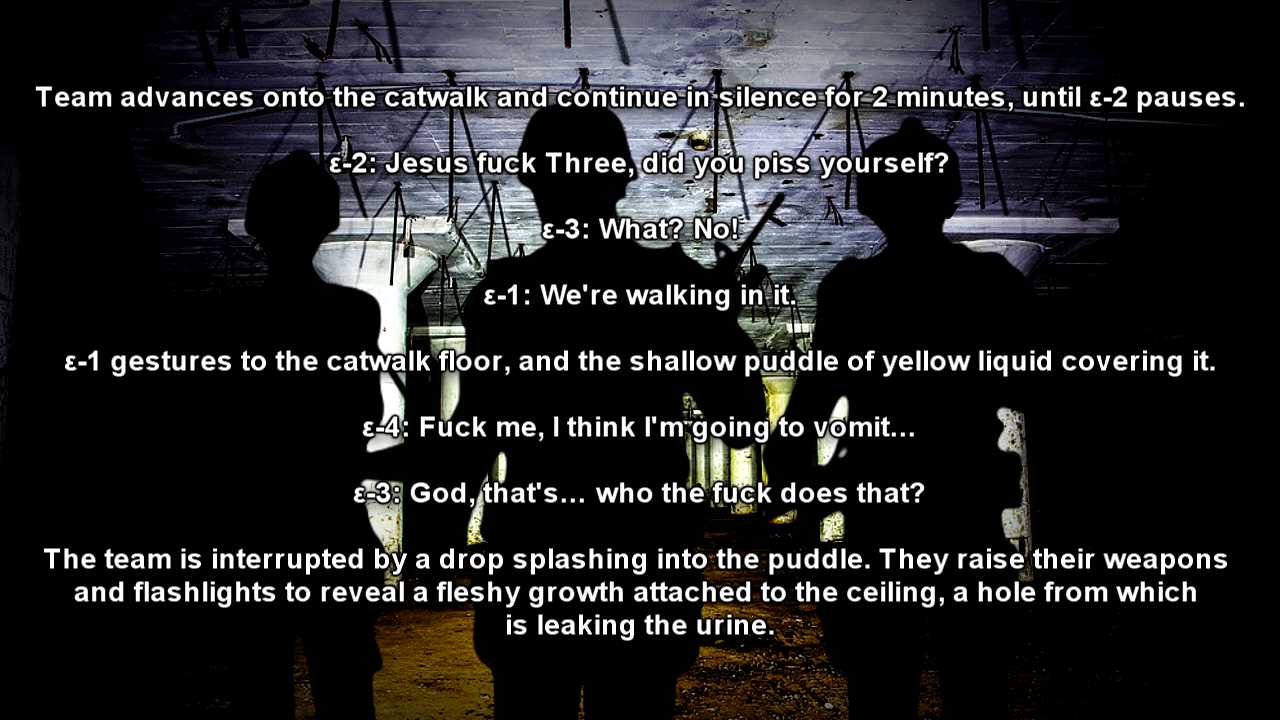 Team advances onto the catwalk and continue in silence for 2 minutes, until ε-2 pauses.
ε-2: Jesus fuck Three, did you piss yourself?
ε-3: What? No!
ε-1: We're walking in it.
ε-1 gestures to the catwalk floor, and the shallow puddle of yellow liquid covering it.
ε-4: Fuck me, I think I'm going to vomit...
ε-3: God, that's... who the fuck does that?
The team is interrupted by a drop splashing into the puddle. They raise their weapons
and flashlights to reveal a fleshy growth attached to the ceiling, a hole from which
is leaking the urine.